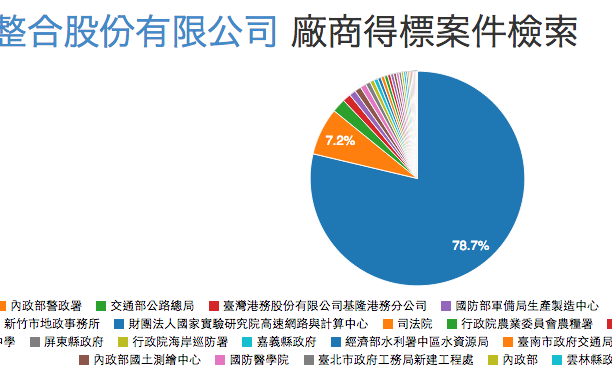 整合股份有限公司 廠商得標案件檢索
7.2%
78.7%
內政部警政署 交通部公路總局 臺灣港務股份有限公司基隆港務分公司 國防部軍備局生產製造中心
新竹市地政事務所 財團法人國家實驗研究院高速網路與計算中心 司法院 行政院農業委員會農糧署
中學 屏東縣政府 行政院海岸巡防署 嘉義縣政府 經濟部水利署中區水資源局 臺南市政府交通局
內政部國土測繪中心 國防醫學院 臺北市政府工務局新建工程處 內政部 雲林縣政